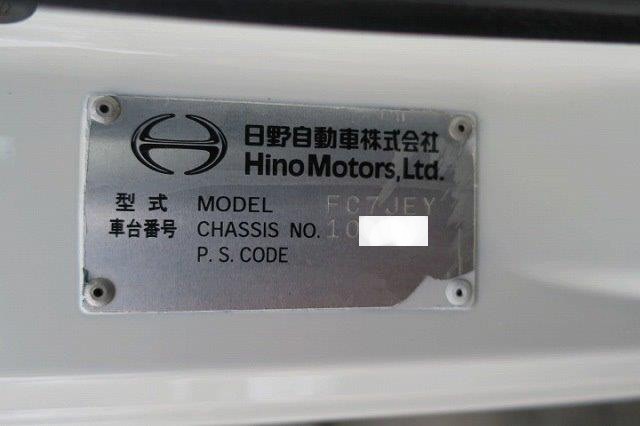 日野自動車株式会社
Hino Motors, Ltd.
型式 MODEL FC7JEY
車台番号 CHASSIS NO. 10
P.S.CODE